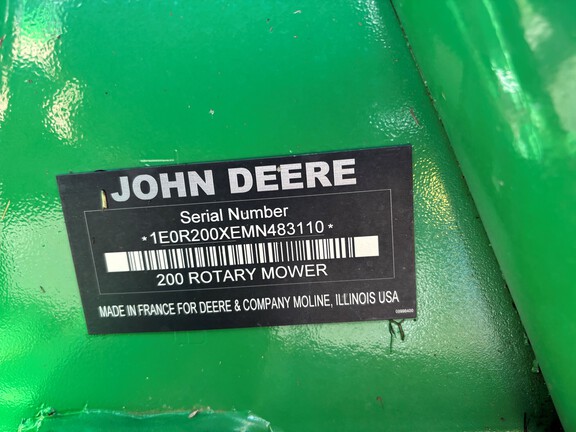 JOHN DEERE
Serial Number
*1E0R200XEMN483110*
200 ROTARY MOWER
MADE IN FRANCE FOR DEERE & COMPANY MOLINE, ILLINOIS USA